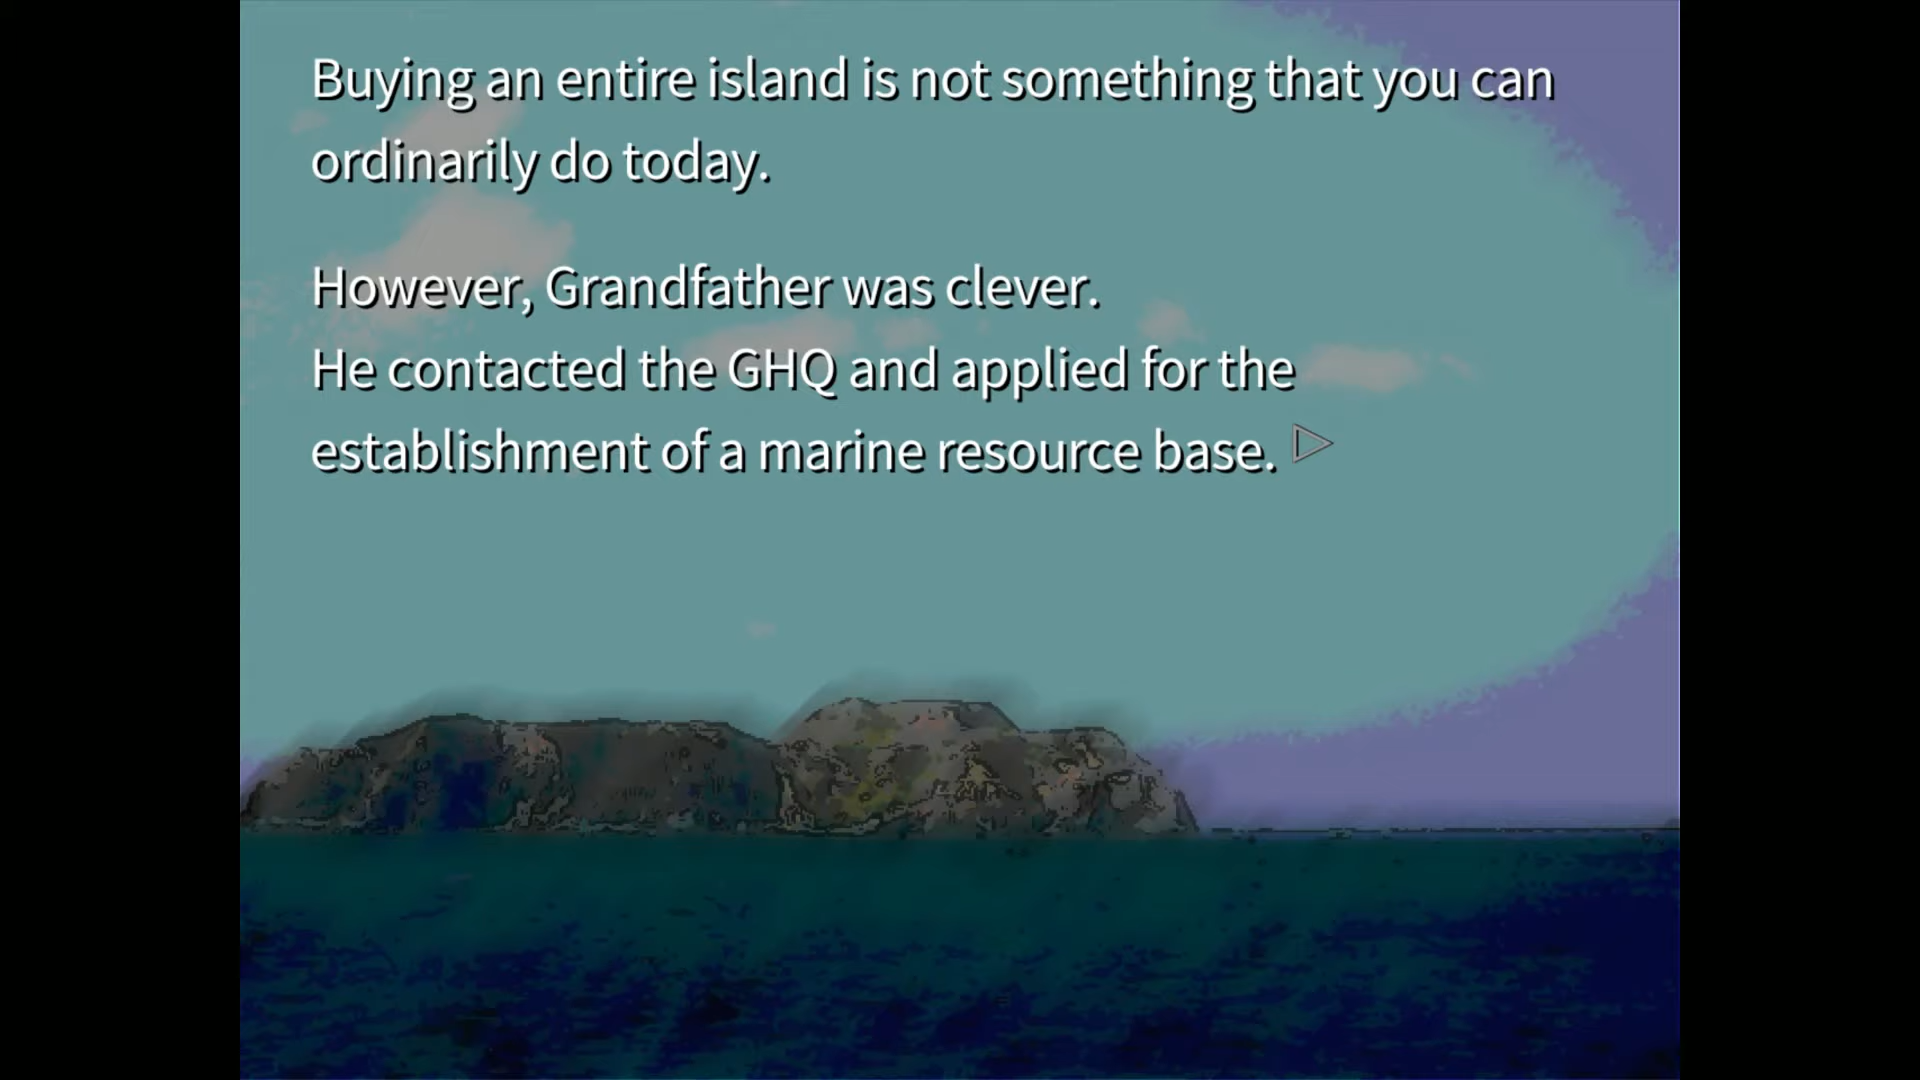 Buying an entire island is not something that you can
ordinarily do today.
However, Grandfather was clever.
He contacted the GHQ and applied for the
establishment of a marine resource base.